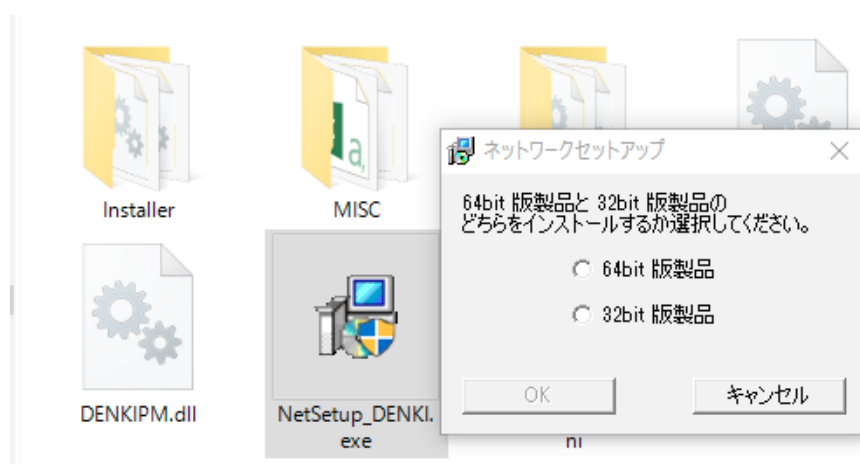 Installer
MISC
ネットワークセットアップ
64bit 版製品と 32bit 版製品の
どちらをインストールするか選択してください。
64bit 版製品
32bit 版製品
OK
キャンセル
DENKIPM.dll
NetSetup_DENKI.
exe